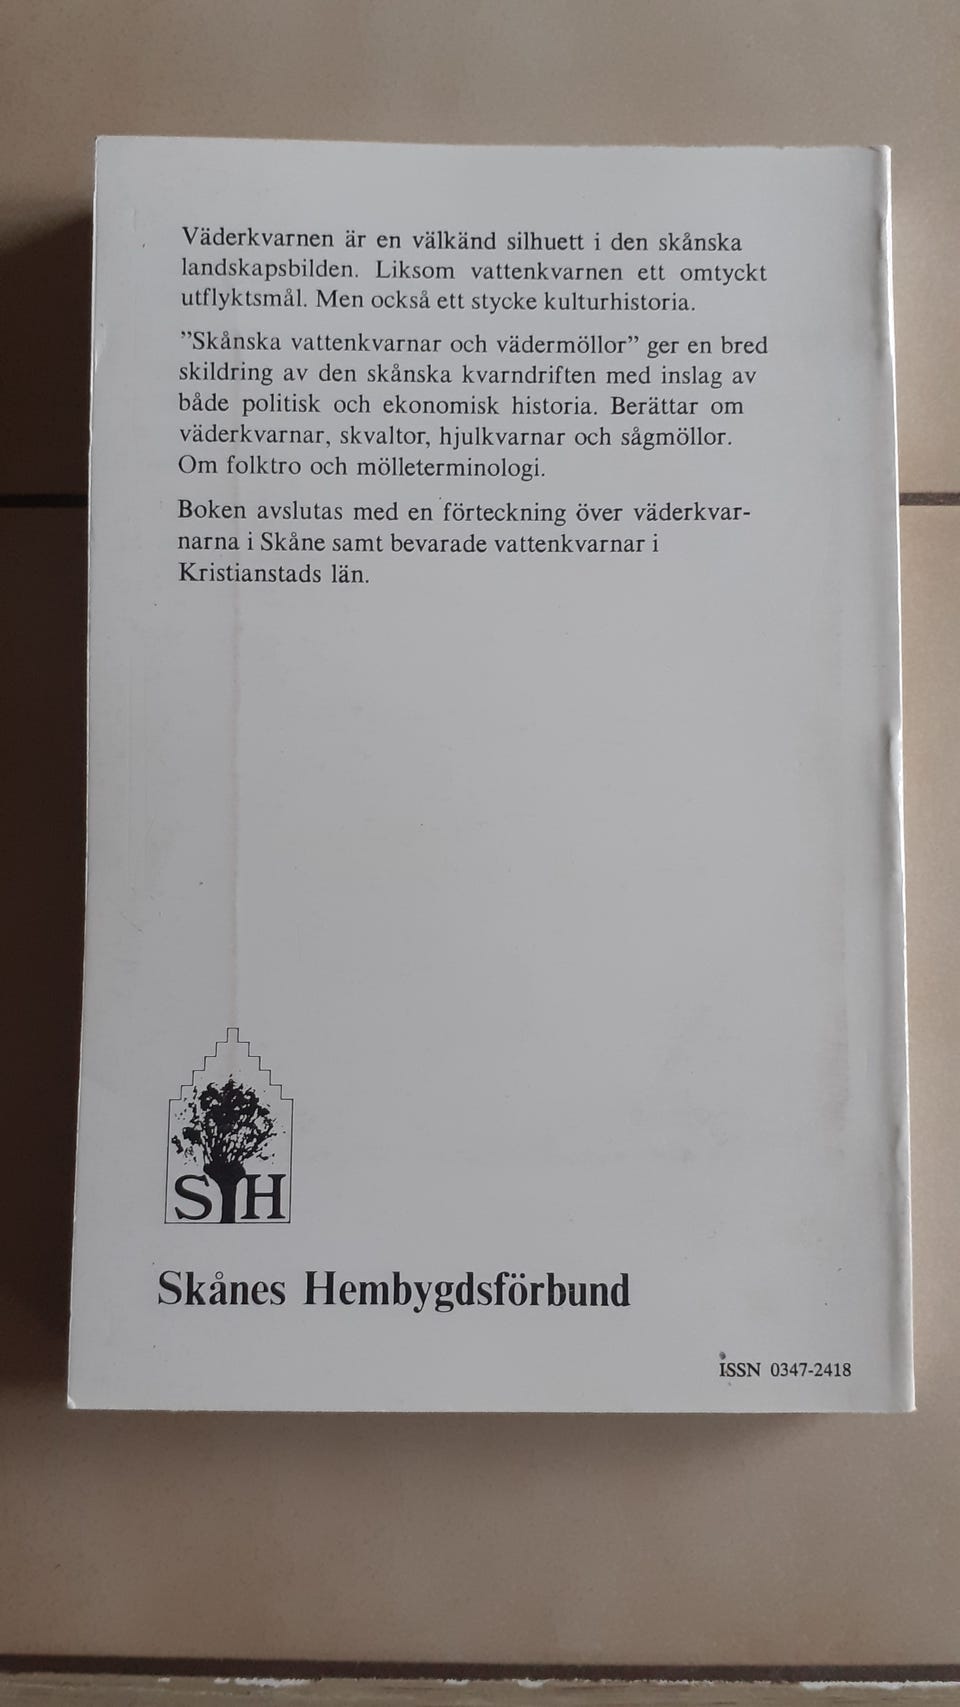 Väderkvarnen är en välkänd silhuett i den skånska
landskapsbilden. Liksom vattenkvarnen ett omtyckt
utflyktsmål. Men också ett stycke kulturhistoria.
”Skånska vattenkvarnar och vädermöllor” ger en bred
skildring av den skånska kvarndriften med inslag av
både politisk och ekonomisk historia. Berättar om
väderkvarnar, skvaltor, hjulkvarnar och sågmöllor.
Om folktro och mölleterminologi.
Boken avslutas med en förteckning över väderkvar-
narna i Skåne samt bevarade vattenkvarnar i
Kristianstads län.
SH
Skånes Hembygdsförbund
ISSN 0347-2418